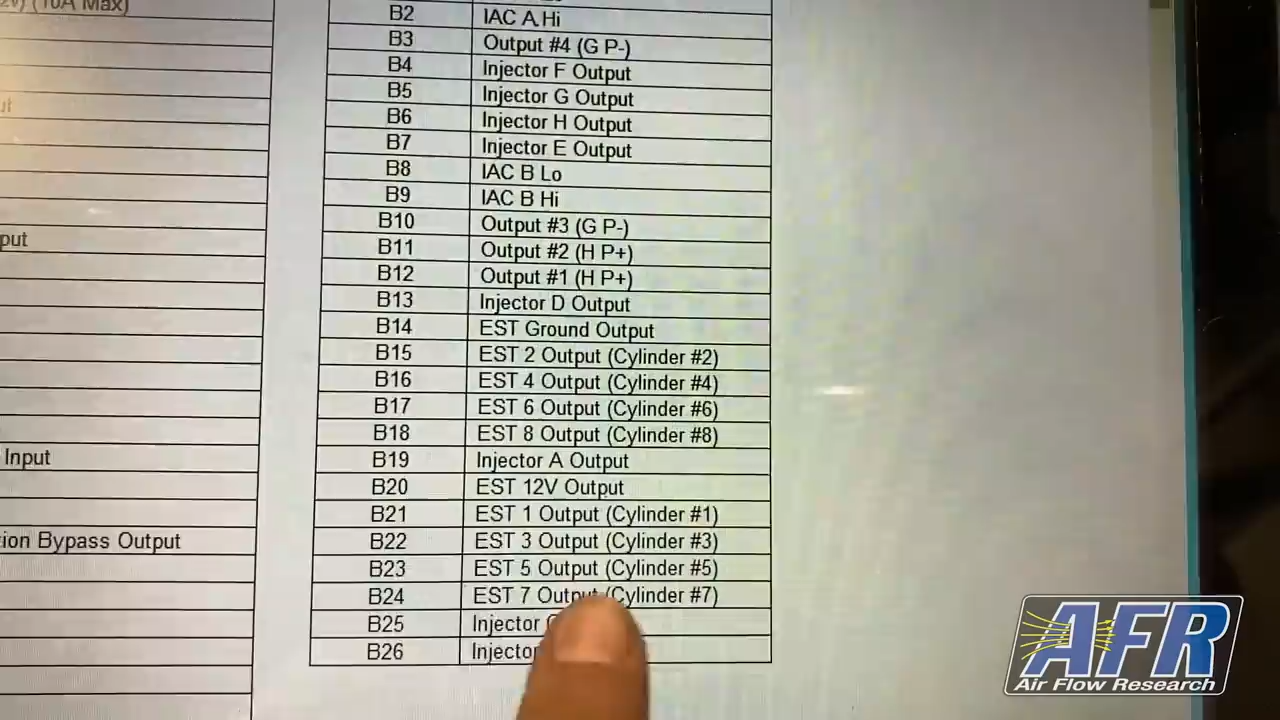 2v) (10A Max)
put
Input
ion Bypass Output
B2 IAC A Hi
B3 Output #4 (G P-)
B4 Injector F Output
B5 Injector G Output
B6 Injector H Output
B7 Injector E Output
B8 IAC B Lo
B9 IAC B Hi
B10 Output #3 (G P-)
B11 Output #2 (H P+)
B12 Output #1 (H P+)
B13 Injector D Output
B14 EST Ground Output
B15 EST 2 Output (Cylinder #2)
B16 EST 4 Output (Cylinder #4)
B17 EST 6 Output (Cylinder #6)
B18 EST 8 Output (Cylinder #8)
B19 Injector A Output
B20 EST 12V Output
B21 EST 1 Output (Cylinder #1)
B22 EST 3 Output (Cylinder #3)
B23 EST 5 Output (Cylinder #5)
B24 EST 7 Output (Cylinder #7)
B25 Injector
B26 Injector
AFR
Air Flow Research